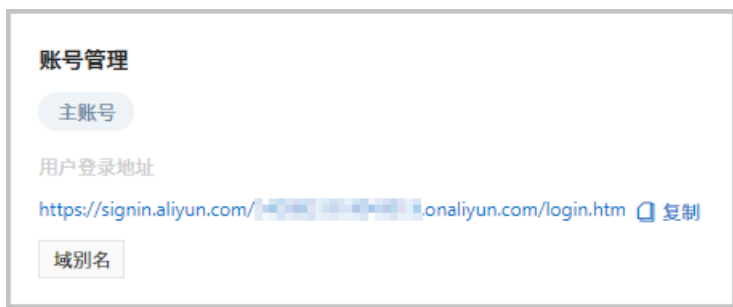 账号管理
主账号
用户登录地址
https://signin.aliyun.com/ .onaliyun.com/login.htm 复制
域别名